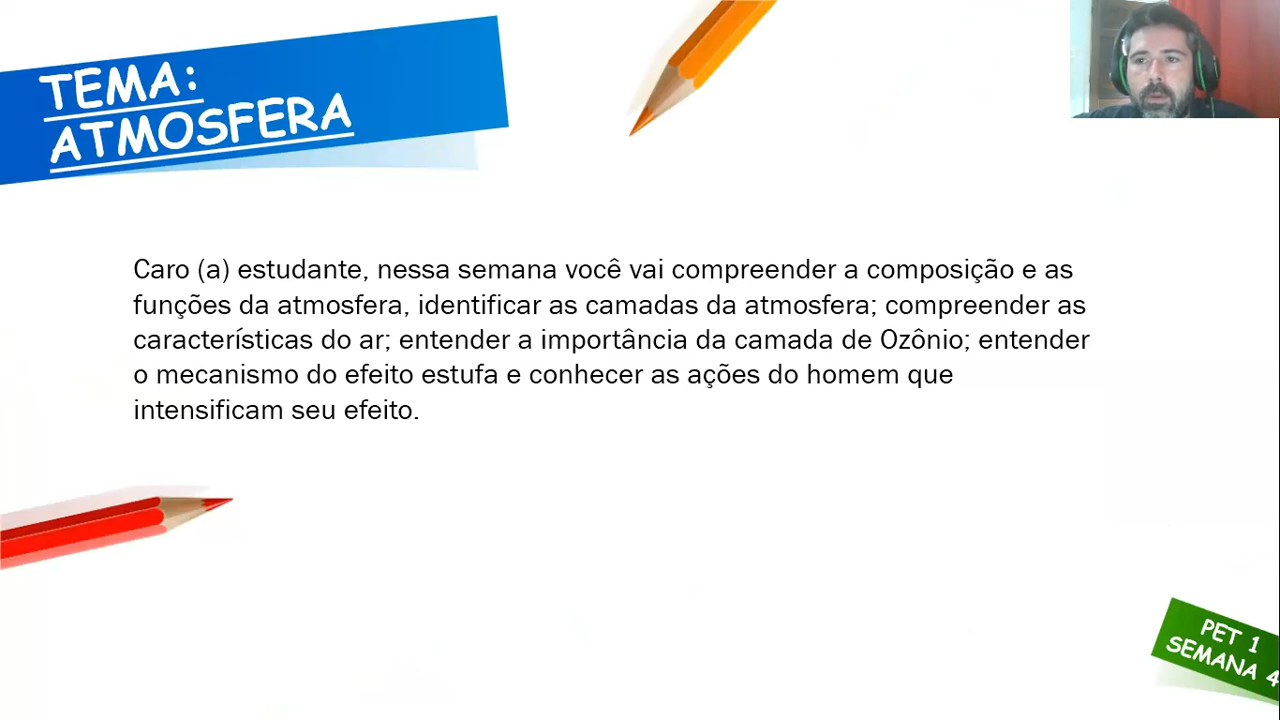 TEMA:
ATMOSFERA
Caro (a) estudante, nessa semana você vai compreender a composição e as
funções da atmosfera, identificar as camadas da atmosfera; compreender as
características do ar; entender a importância da camada de Ozônio; entender
o mecanismo do efeito estufa e conhecer as ações do homem que
intensificam seu efeito.
PET 1
SEMANA 4